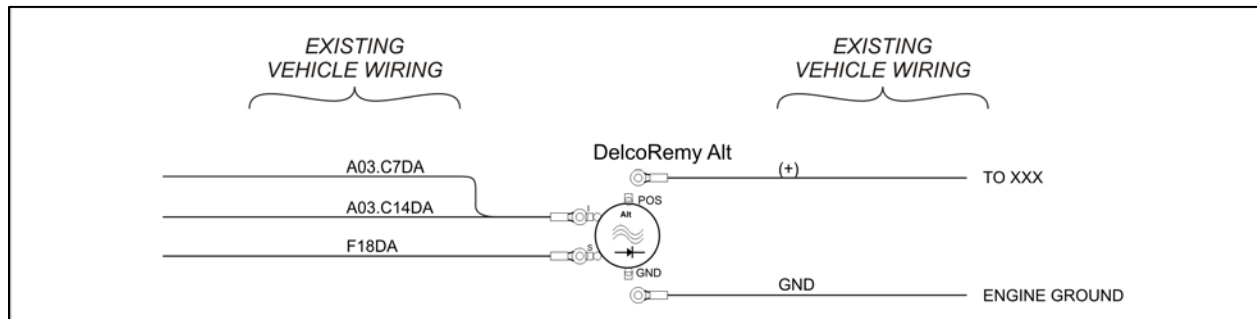 EXISTING
VEHICLE WIRING
EXISTING
VEHICLE WIRING
DelcoRemy Alt
A03.C7DA
(+)
TO XXX
POS
I
Alt
A03.C14DA
F18DA
S
GND
GND
ENGINE GROUND